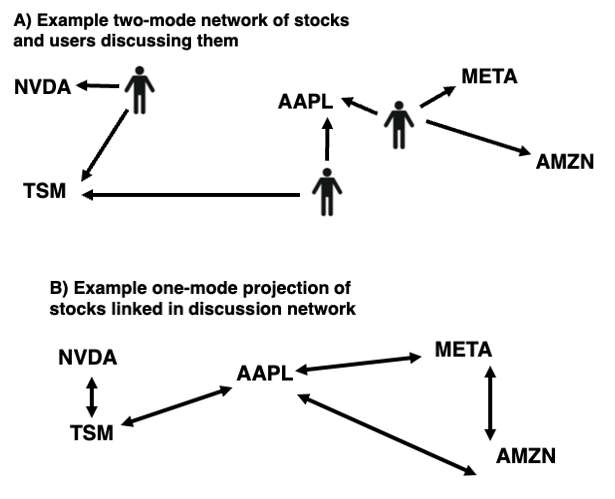 A) Example two-mode network of stocks
and users discussing them
NVDA
META
AAPL
AMZN
TSM
B) Example one-mode projection of
stocks linked in discussion network
NVDA
META
AAPL
TSM
AMZN